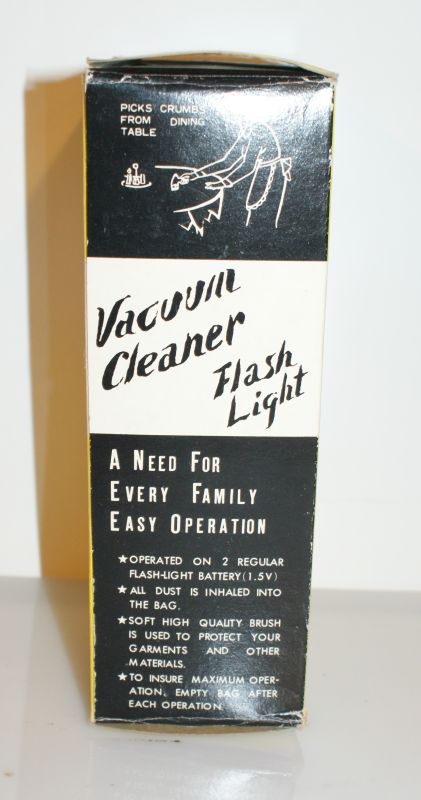 PICKS CRUMBS
FROM DINING
TABLE
Vacuum
Cleaner
Flash
Light
A NEED FOR
EVERY FAMILY
EASY OPERATION
★OPERATED ON 2 REGULAR
FLASH-LIGHT BATTERY (1.5V)
★ALL DUST IS INHALED INTO
THE BAG.
★SOFT HIGH QUALITY BRUSH
IS USED TO PROTECT YOUR
GARMENTS AND OTHER
MATERIALS.
★TO INSURE MAXIMUM OPER-
ATION, EMPTY BAG AFTER
EACH OPERATION